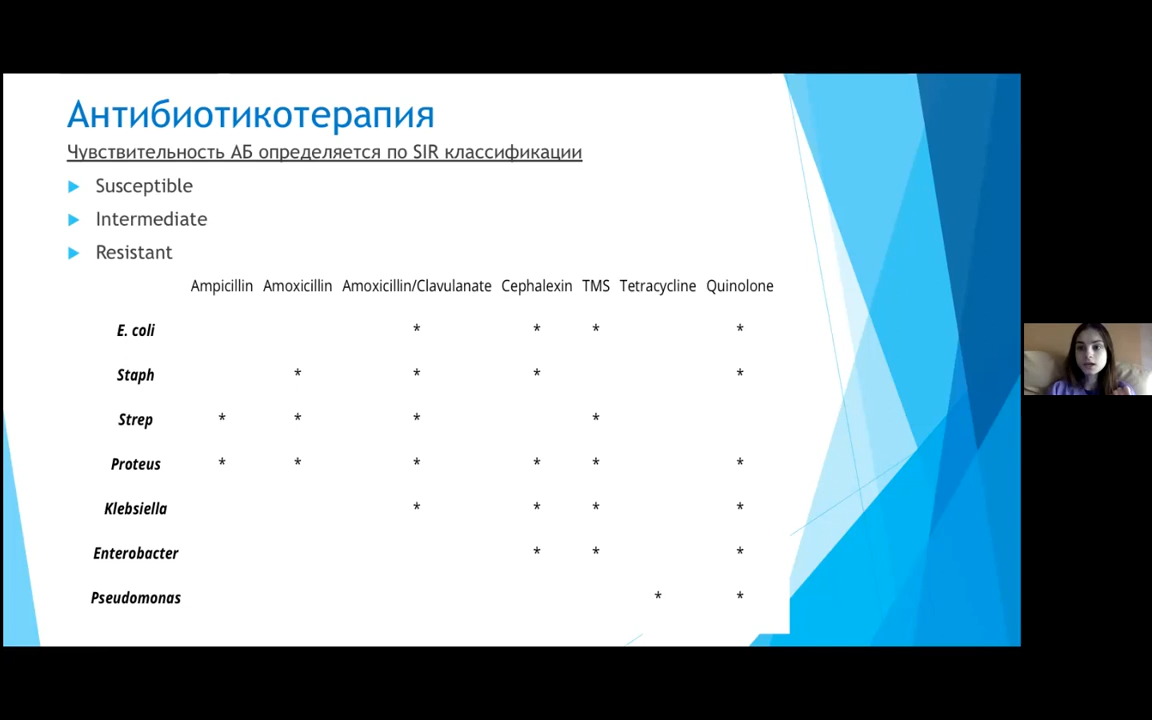 Антибиотикотерапия
Чувствительность АБ определяется по SIR классификации
Susceptible
Intermediate
Resistant
Ampicillin Amoxicillin Amoxicillin/Clavulanate Cephalexin TMS Tetracycline Quinolone
E. coli * * * *
Staph * * * *
Strep * * * *
Proteus * * * * * *
Klebsiella * * * *
Enterobacter * * *
Pseudomonas * *